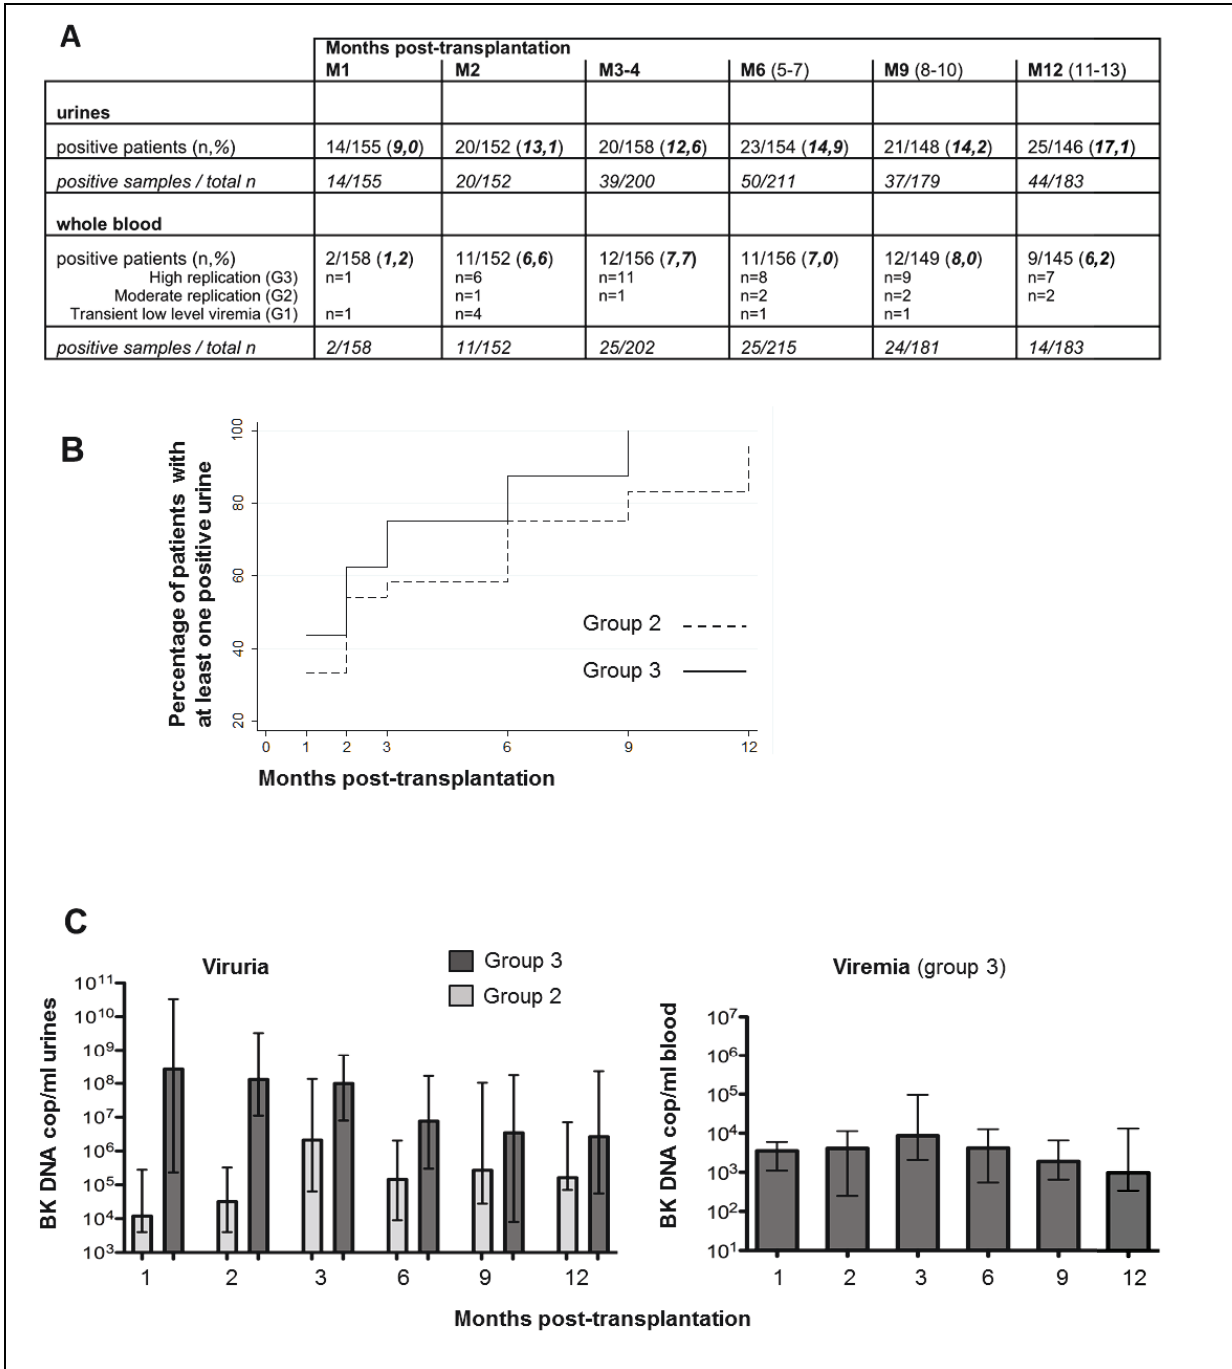 A
Months post-transplantation
M1 M2 M3-4 M6 (5-7) M9 (8-10) M12 (11-13)
urines
positive patients (n,%) 14/155 (9,0) 20/152 (13,1) 20/158 (12,6) 23/154 (14,9) 21/148 (14,2) 25/146 (17,1)
positive samples / total n 14/155 20/152 39/200 50/211 37/179 44/183
whole blood
positive patients (n,%) 2/158 (1,2) 11/152 (6,6) 12/156 (7,7) 11/156 (7,0) 12/149 (8,0) 9/145 (6,2)
High replication (G3) n=1 n=6 n=11 n=8 n=9 n=7
Moderate replication (G2) n=1 n=1 n=2 n=2 n=2
Transient low level viremia (G1) n=1 n=4 n=1 n=1
positive samples / total n 2/158 11/152 25/202 25/215 24/181 14/183
B
Percentage of patients with
at least one positive urine
100
80
60
40
20
Group 2
Group 3
0 1 2 3 6 9 12
Months post-transplantation
C
Viruria
Group 3
Group 2
BK DNA cop/ml urines
10¹¹
10¹⁰
10⁹
10⁸
10⁷
10⁶
10⁵
10⁴
10³
1 2 3 6 9 12
Viremia (group 3)
BK DNA cop/ml blood
10⁷
10⁶
10⁵
10⁴
10³
10²
10¹
1 2 3 6 9 12
Months post-transplantation